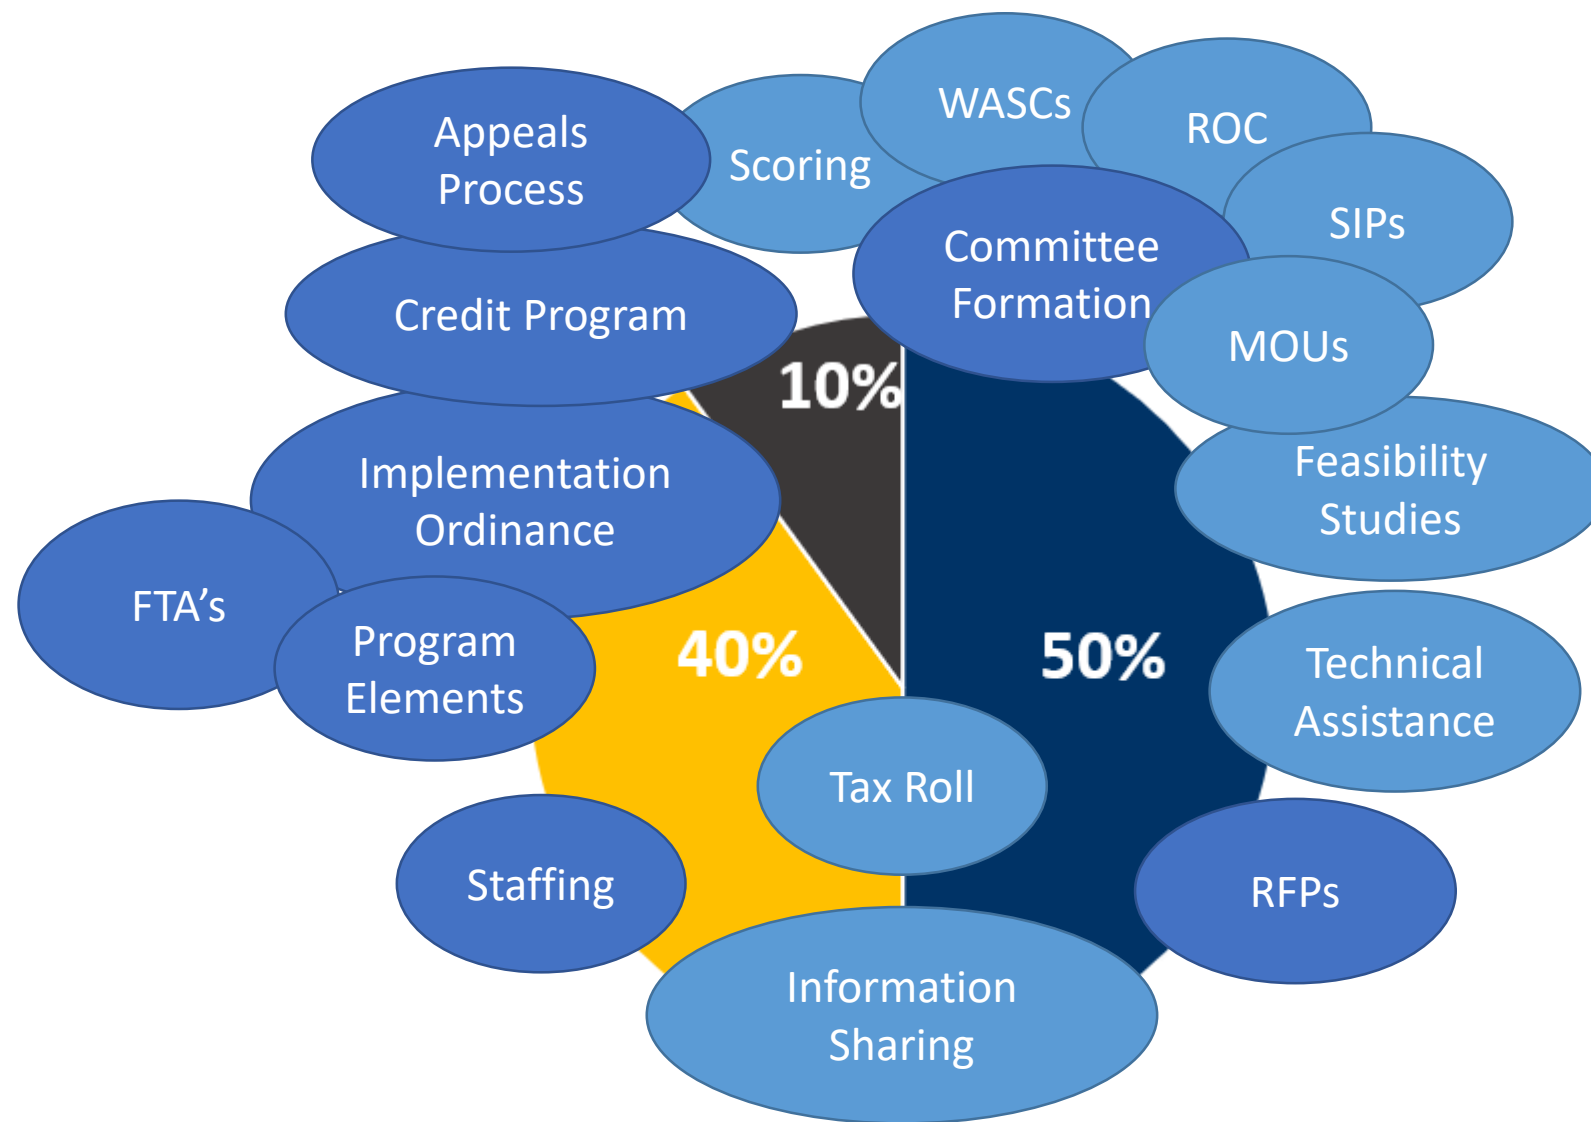 WASCs
ROC
Appeals
Process
Scoring
SIPs
Committee
Formation
Credit Program
MOUs
10%
Implementation
Ordinance
Feasibility
Studies
FTA’s
Program
Elements
40%
50%
Technical
Assistance
Tax Roll
Staffing
RFPs
Information
Sharing